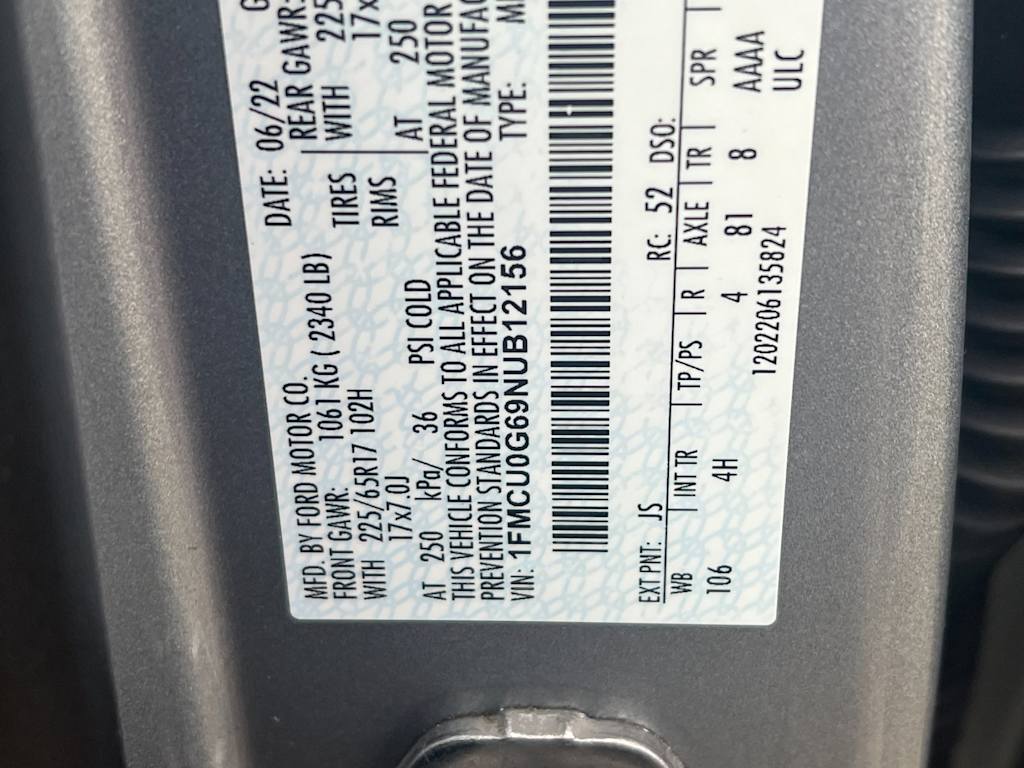 MFD. BY FORD MOTOR CO. DATE: 06/22
FRONT GAWR: 1061 KG ( 2340 LB) REAR GAWR:
WITH 225/65R17 102H TIRES WITH 225
17x7.0J RIMS 17x
AT 250 kPa/ 36 PSI COLD AT 250
THIS VEHICLE CONFORMS TO ALL APPLICABLE FEDERAL MOTOR
PREVENTION STANDARDS IN EFFECT ON THE DATE OF MANUFAC
VIN: 1FMCU0G69NUB12156 TYPE:
EXT PNT: JS RC: 52 DSO:
WB INT TR TP/PS R AXLE TR SPR
106 4H 4 81 8 AAAA
1202206135824 ULC